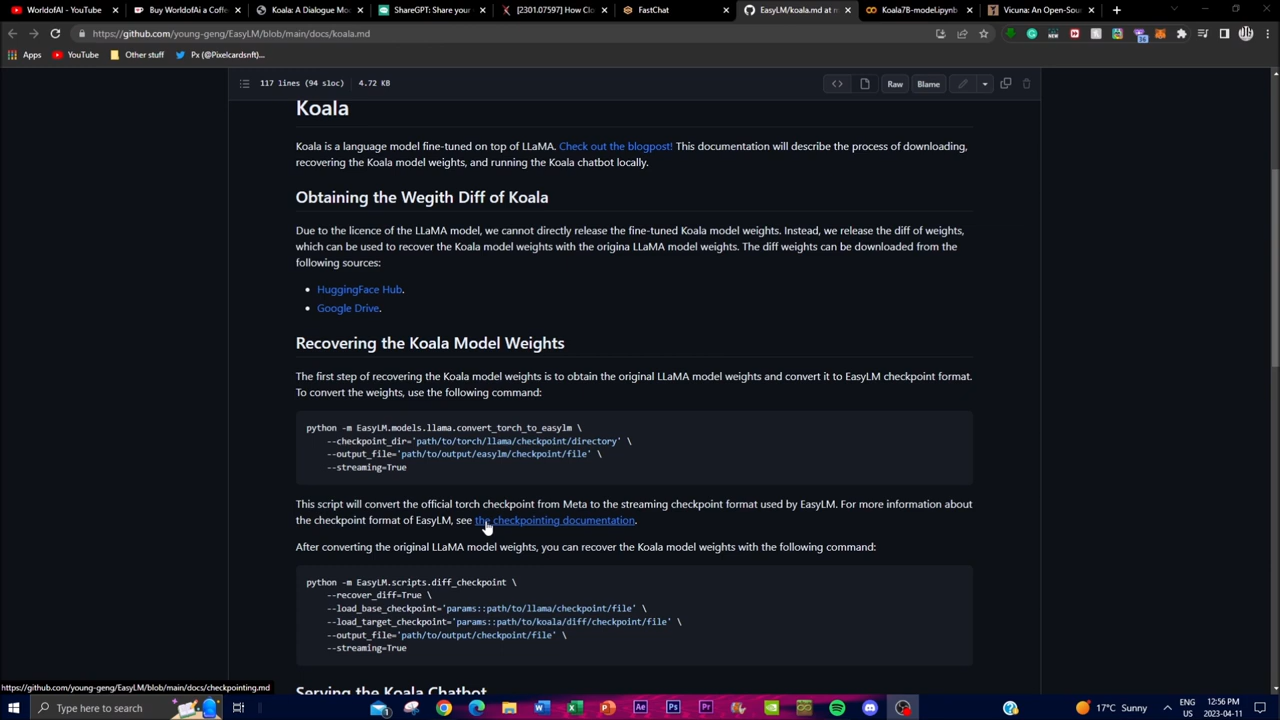 WorldofAI - YouTube
Buy WorldofAi a Coffee
Koala: A Dialogue Mo
ShareGPT: Share your
[2301.07597] How Clo
FastChat
EasyLM/koala.md at m
Koala7B-model.ipynb
Vicuna: An Open-Sou
https://github.com/young-geng/EasyLM/blob/main/docs/koala.md
Apps
YouTube
Other stuff
Px (@Pixelcardsnft)...
117 lines (94 sloc)
4.72 KB
Raw
Blame
Koala
Koala is a language model fine-tuned on top of LLaMA. Check out the blogpost! This documentation will describe the process of downloading,
recovering the Koala model weights, and running the Koala chatbot locally.
Obtaining the Wegith Diff of Koala
Due to the licence of the LLaMA model, we cannot directly release the fine-tuned Koala model weights. Instead, we release the diff of weights,
which can be used to recover the Koala model weights with the origina LLaMA model weights. The diff weights can be downloaded from the
following sources:
• HuggingFace Hub.
• Google Drive.
Recovering the Koala Model Weights
The first step of recovering the Koala model weights is to obtain the original LLaMA model weights and convert it to EasyLM checkpoint format.
To convert the weights, use the following command:
python -m EasyLM.models.llama.convert_torch_to_easylm \
--checkpoint_dir='path/to/torch/llama/checkpoint/directory' \
--output_file='path/to/output/easylm/checkpoint/file' \
--streaming=True
This script will convert the official torch checkpoint from Meta to the streaming checkpoint format used by EasyLM. For more information about
the checkpoint format of EasyLM, see the checkpointing documentation.
After converting the original LLaMA model weights, you can recover the Koala model weights with the following command:
python -m EasyLM.scripts.diff_checkpoint \
--recover_diff=True \
--load_base_checkpoint='params::path/to/llama/checkpoint/file' \
--load_target_checkpoint='params::path/to/koala/diff/checkpoint/file' \
--output_file='path/to/output/checkpoint/file' \
--streaming=True
Serving the Koala Chatbot
https://github.com/young-geng/EasyLM/blob/main/docs/checkpointing.md
Type here to search
17°C Sunny
ENG
US
12:56 PM
2023-04-11